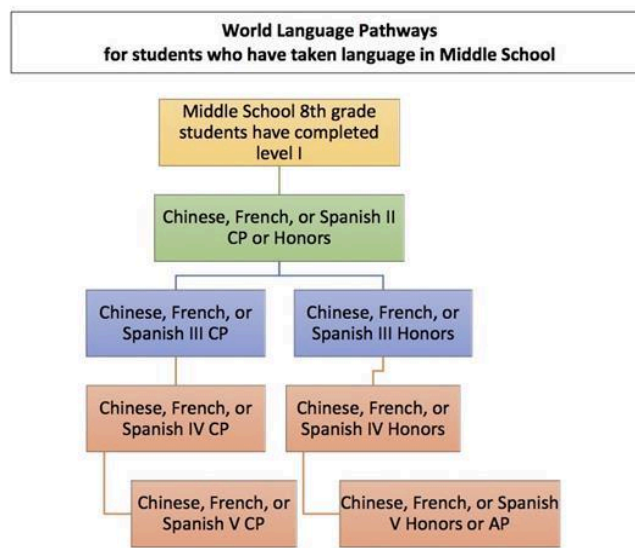 World Language Pathways
for students who have taken language in Middle School
Middle School 8th grade
students have completed
level I
Chinese, French, or Spanish II
CP or Honors
Chinese, French, or
Spanish III CP
Chinese, French, or
Spanish III Honors
Chinese, French, or
Spanish IV CP
Chinese, French, or
Spanish IV Honors
Chinese, French, or
Spanish V CP
Chinese, French, or Spanish
V Honors or AP